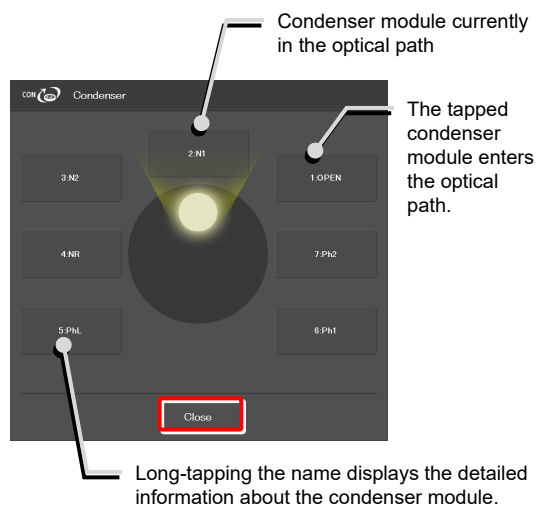 Condenser module currently
in the optical path
CON Condenser
The tapped
condenser
module enters
the optical
path.
2:N1
3:N2
1:OPEN
4:NR
7:Ph2
5:PhL
6:Ph1
Close
Long-tapping the name displays the detailed
information about the condenser module.